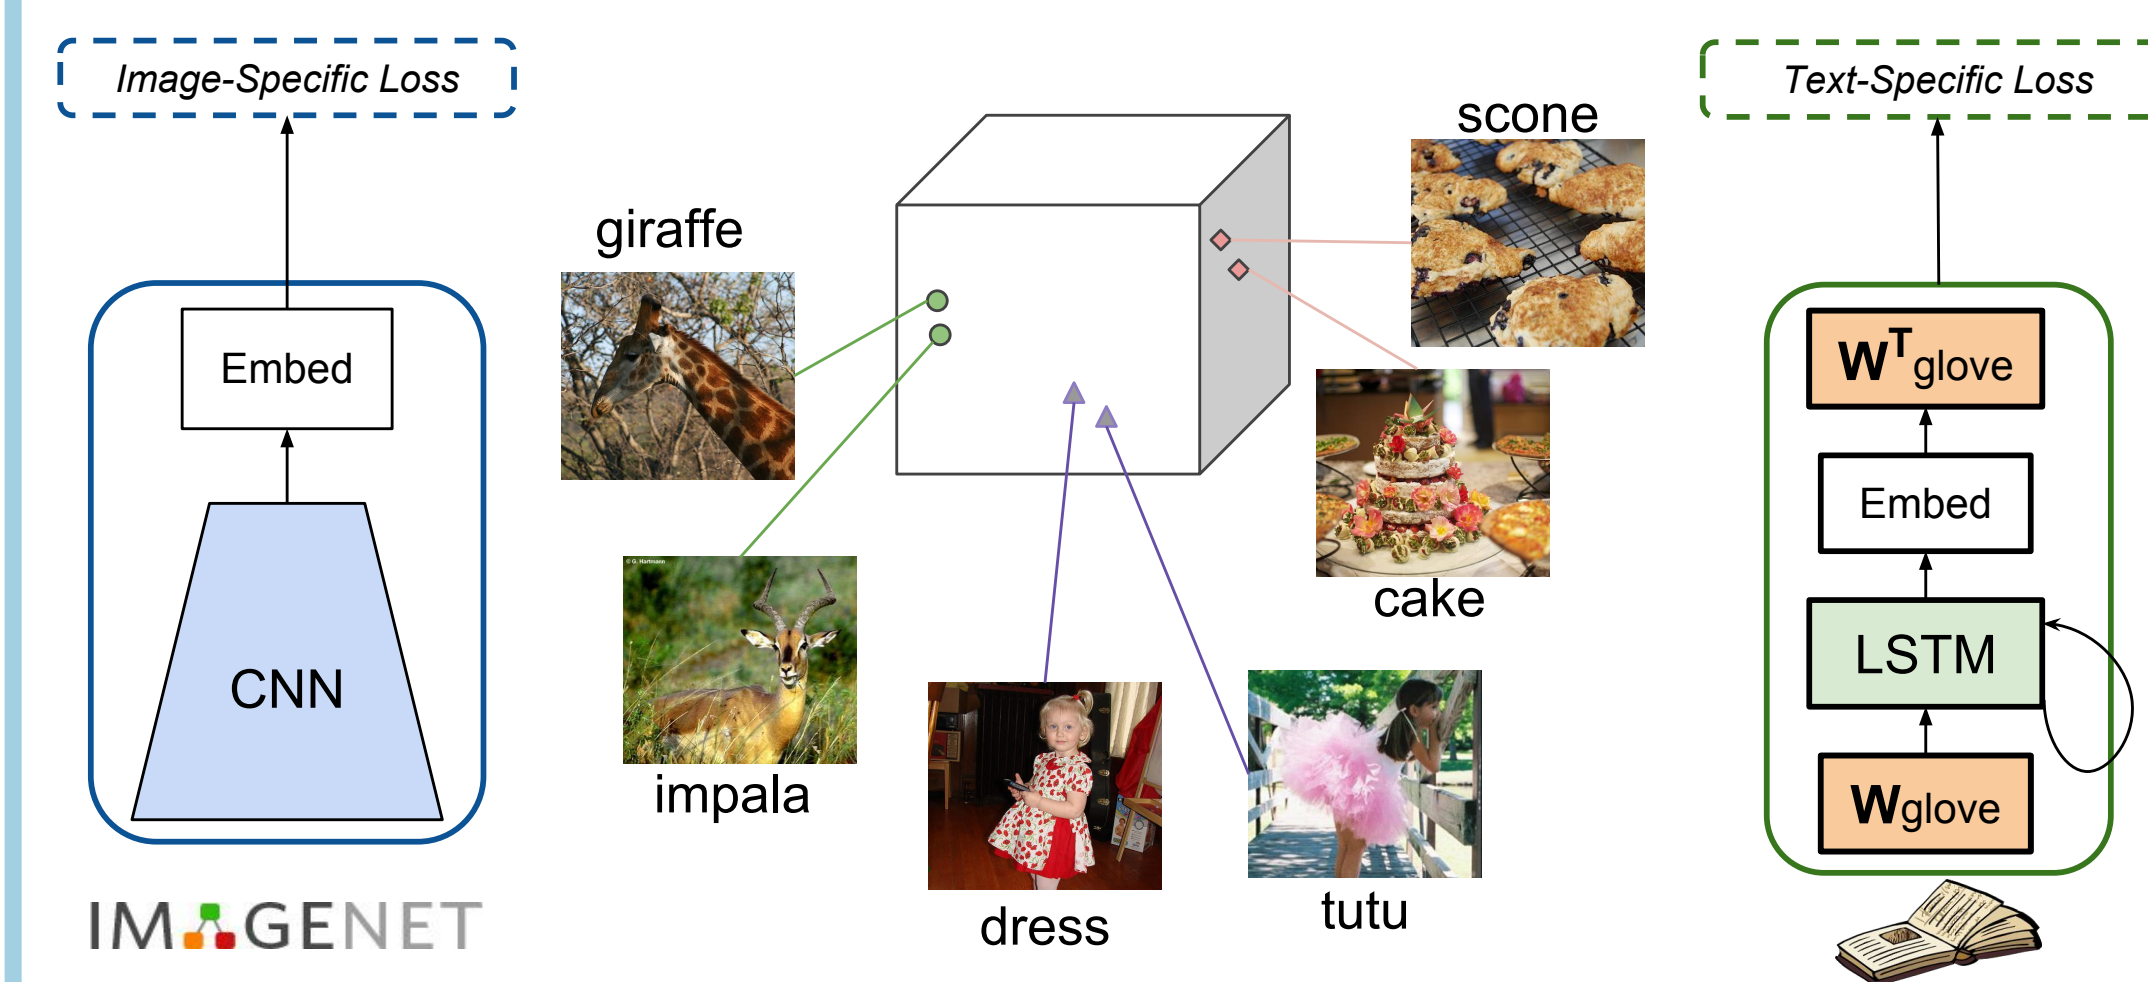 Image-Specific Loss
Embed
CNN
IMAGENET
giraffe
© G. Hartmann
impala
dress
tutu
scone
cake
Text-Specific Loss
W^T glove
Embed
LSTM
Wglove